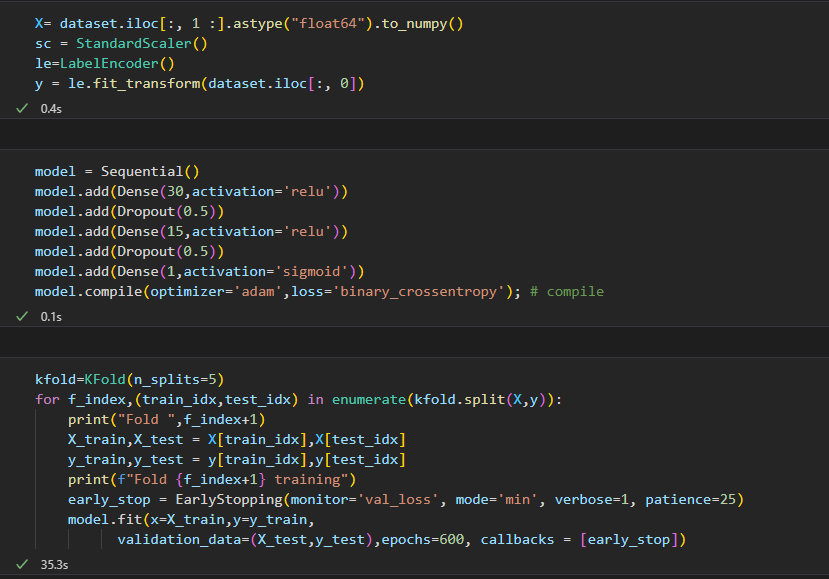 X= dataset.iloc[:, 1 :].astype("float64").to_numpy()
sc = StandardScaler()
le=LabelEncoder()
y = le.fit_transform(dataset.iloc[:, 0])
✓ 0.4s
model = Sequential()
model.add(Dense(30,activation='relu'))
model.add(Dropout(0.5))
model.add(Dense(15,activation='relu'))
model.add(Dropout(0.5))
model.add(Dense(1,activation='sigmoid'))
model.compile(optimizer='adam',loss='binary_crossentropy'); # compile
✓ 0.1s
kfold=KFold(n_splits=5)
for f_index,(train_idx,test_idx) in enumerate(kfold.split(X,y)):
    print("Fold ",f_index+1)
    X_train,X_test = X[train_idx],X[test_idx]
    y_train,y_test = y[train_idx],y[test_idx]
    print(f"Fold {f_index+1} training")
    early_stop = EarlyStopping(monitor='val_loss', mode='min', verbose=1, patience=25)
    model.fit(x=X_train,y=y_train,
          validation_data=(X_test,y_test),epochs=600, callbacks = [early_stop])
✓ 35.3s